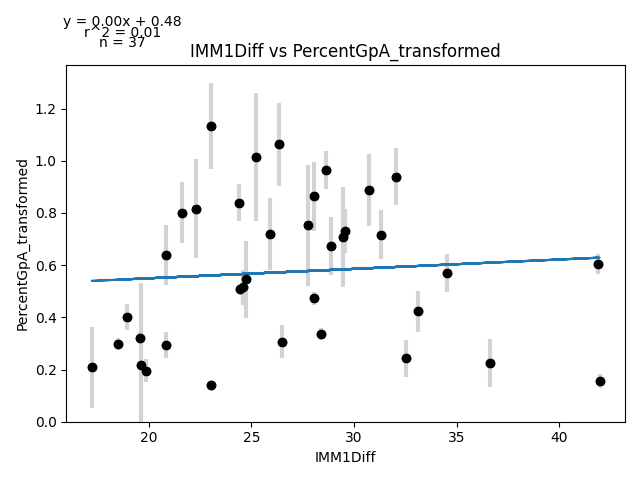 y = 0.00x + 0.48
r^2 = 0.01
n = 37
IMM1Diff vs PercentGpA_transformed
PercentGpA_transformed
1.2
1.0
0.8
0.6
0.4
0.2
0.0
20
25
30
35
40
IMM1Diff